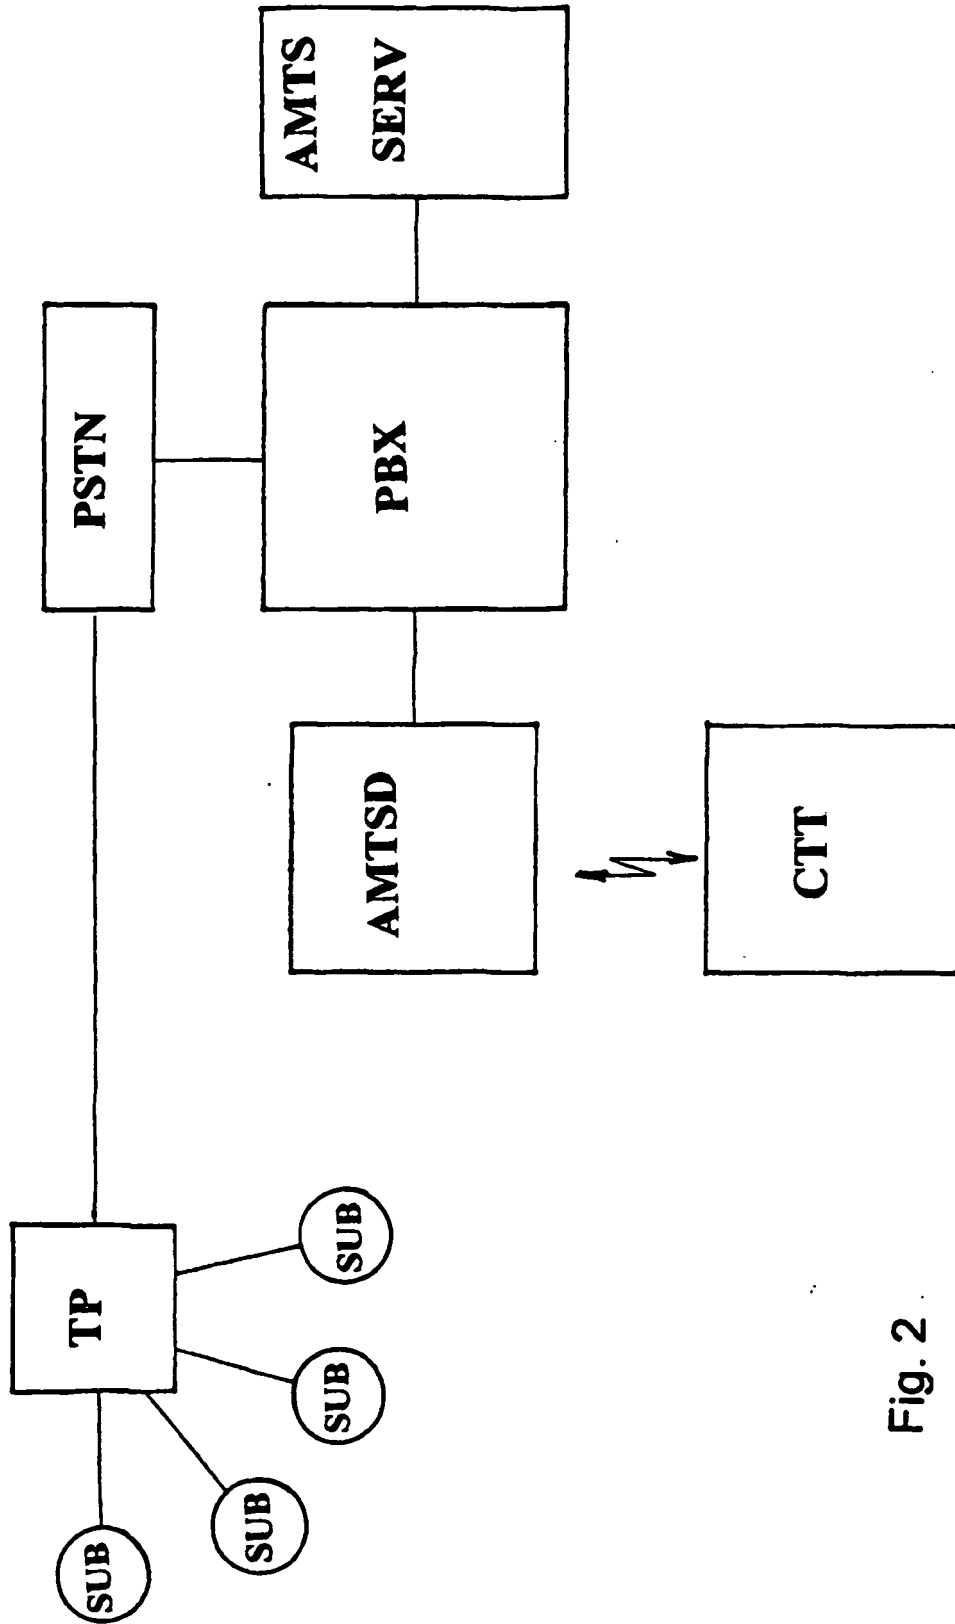 SUB
SUB
SUB
SUB
TP
PSTN
AMTSD
PBX
AMTS
SERV
CTT
Fig. 2